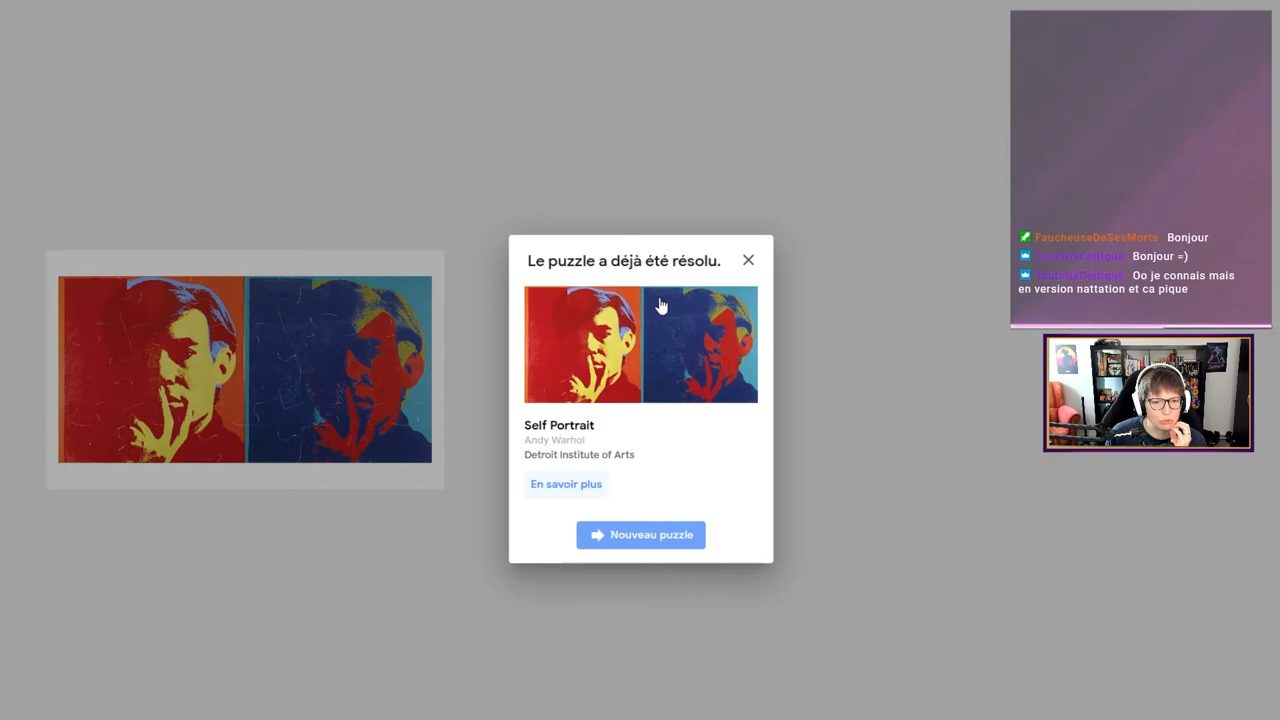 Le puzzle a déjà été résolu.
Self Portrait
Andy Warhol
Detroit Institute of Arts
En savoir plus
Nouveau puzzle
FaucheuseDeSesMorts Bonjour
Bonjour =)
Oo je connais mais
en version nattation et ca pique